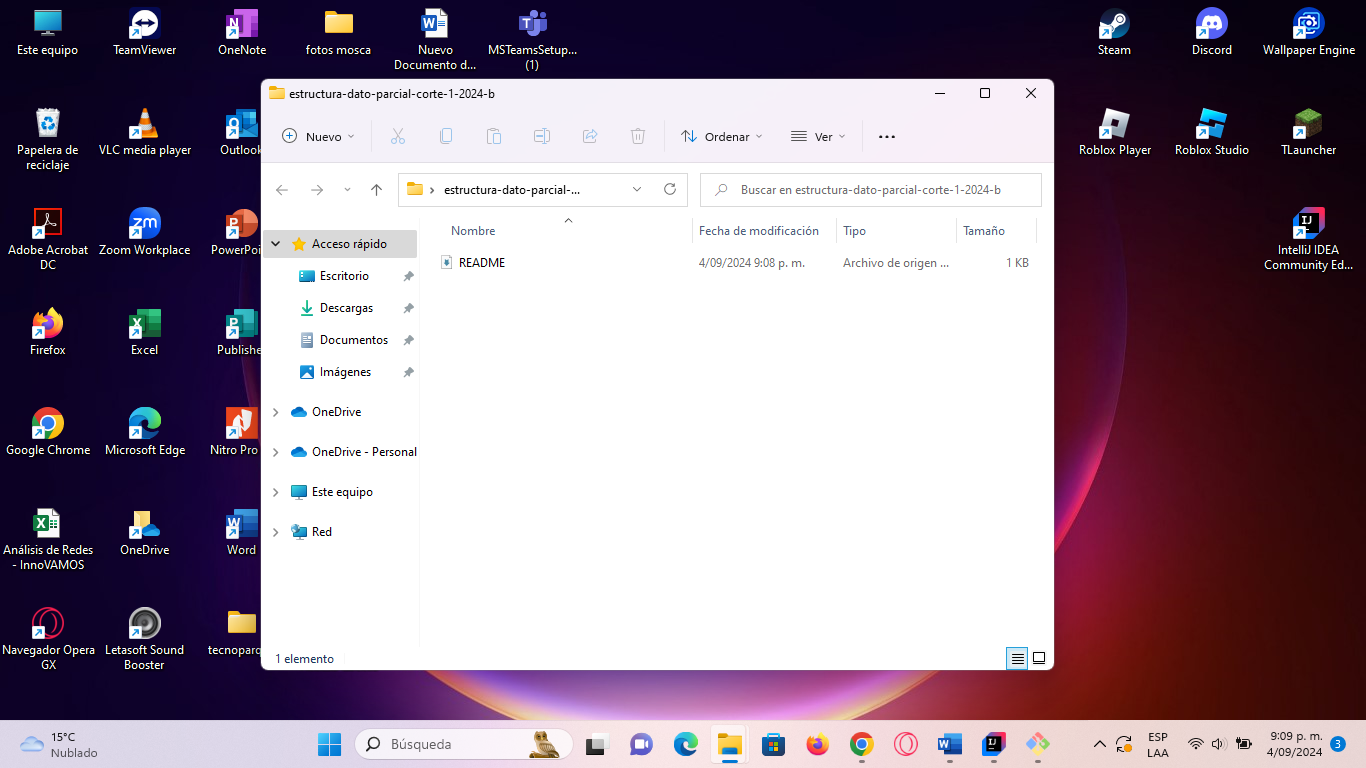 Este equipo
TeamViewer
OneNote
fotos mosca
Nuevo
Documento d...
MSTeamsSetup...
(1)
Steam
Discord
Wallpaper Engine
estructura-dato-parcial-corte-1-2024-b
Nuevo
Ordenar
Ver
Papelera de
reciclaje
VLC media player
Outlook
Roblox Player
Roblox Studio
TLauncher
estructura-dato-parcial-...
Buscar en estructura-dato-parcial-corte-1-2024-b
Adobe Acrobat
DC
Zoom Workplace
PowerPoi
IntelliJ IDEA
Community Ed...
Nombre
Fecha de modificación
Tipo
Tamaño
README
4/09/2024 9:08 p. m.
Archivo de origen ...
1 KB
Acceso rápido
Escritorio
Descargas
Documentos
Imágenes
OneDrive
OneDrive - Personal
Este equipo
Red
1 elemento
Firefox
Excel
Publishe
Google Chrome
Microsoft Edge
Nitro Pro
Análisis de Redes
- InnoVAMOS
OneDrive
Word
Navegador Opera
GX
Letasoft Sound
Booster
tecnoparq
15°C
Nublado
Búsqueda
ESP
LAA
9:09 p. m.
4/09/2024
3